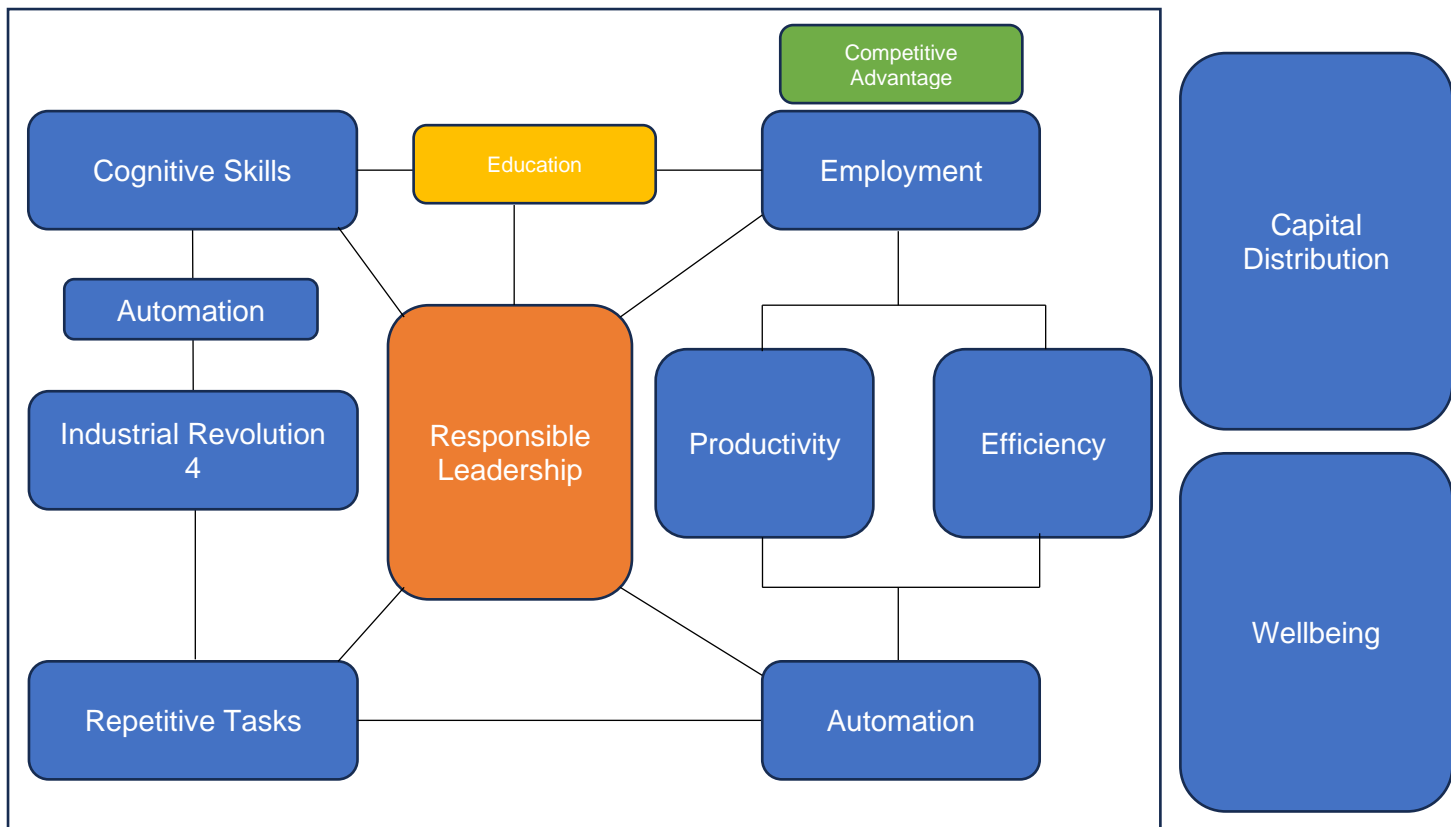 Competitive
Advantage
Cognitive Skills
Education
Employment
Capital
Distribution
Automation
Industrial Revolution
4
Responsible
Leadership
Productivity
Efficiency
Wellbeing
Repetitive Tasks
Automation